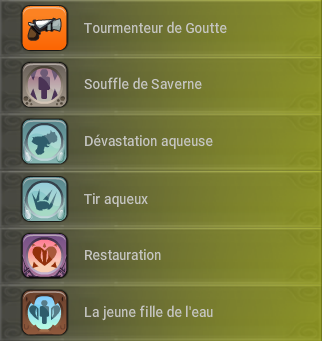 Tourmenteur de Goutte
Souffle de Saverne
Dévastation aqueuse
Tir aqueux
Restauration
La jeune fille de l'eau